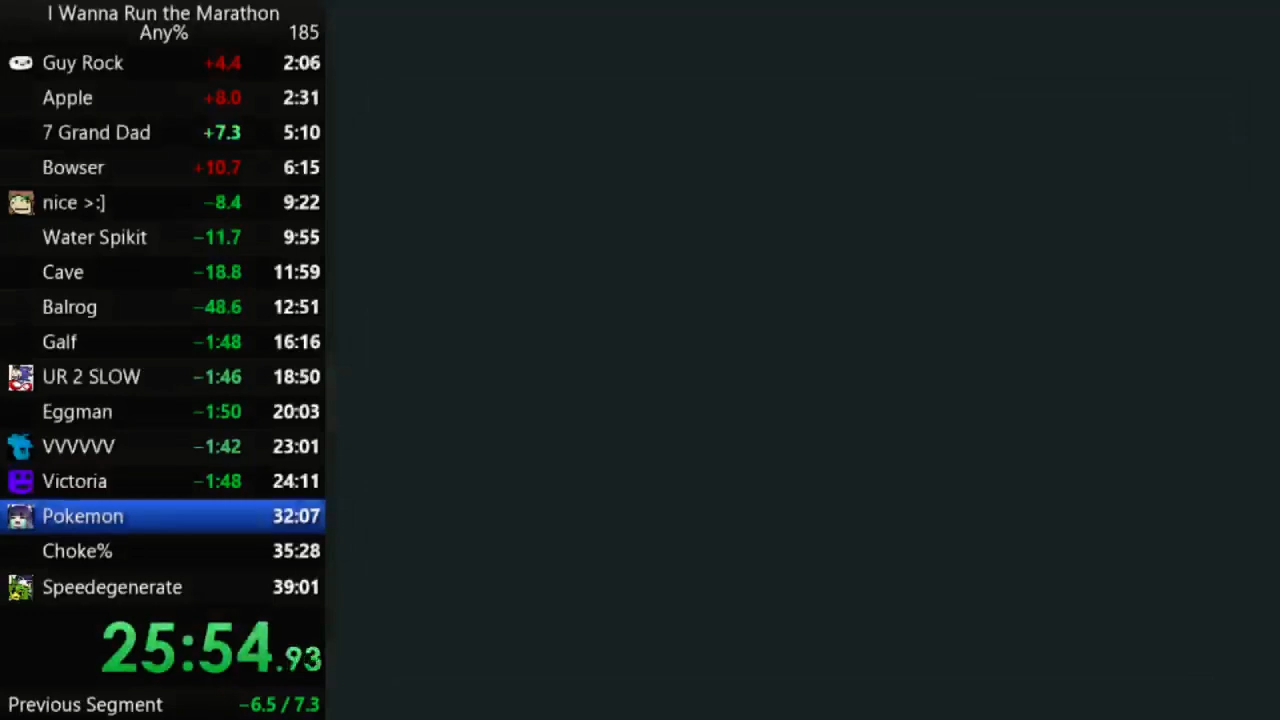 I Wanna Run the Marathon
Any% 185
Guy Rock +4.4 2:06
Apple +8.0 2:31
7 Grand Dad +7.3 5:10
Bowser +10.7 6:15
nice >:] −8.4 9:22
Water Spikit −11.7 9:55
Cave −18.8 11:59
Balrog −48.6 12:51
Galf −1:48 16:16
UR 2 SLOW −1:46 18:50
Eggman −1:50 20:03
VVVVVV −1:42 23:01
Victoria −1:48 24:11
Pokemon 32:07
Choke% 35:28
Speedegenerate 39:01
25:54.93
Previous Segment −6.5 / 7.3